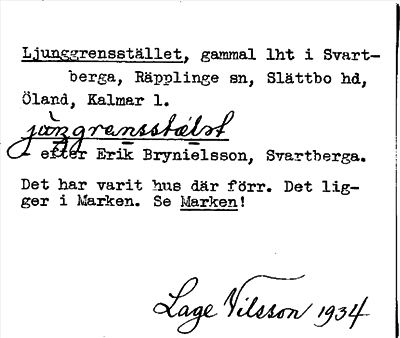 Ljunggrensstället, gammal lht i Svart-
berga, Räpplinge sn, Slättbo hd,
Öland, Kalmar l.
- efter Erik Brynielsson, Svartberga.
Det har varit hus där förr. Det lig-
ger i Marken. Se Marken!
Lage Nilsson 1934